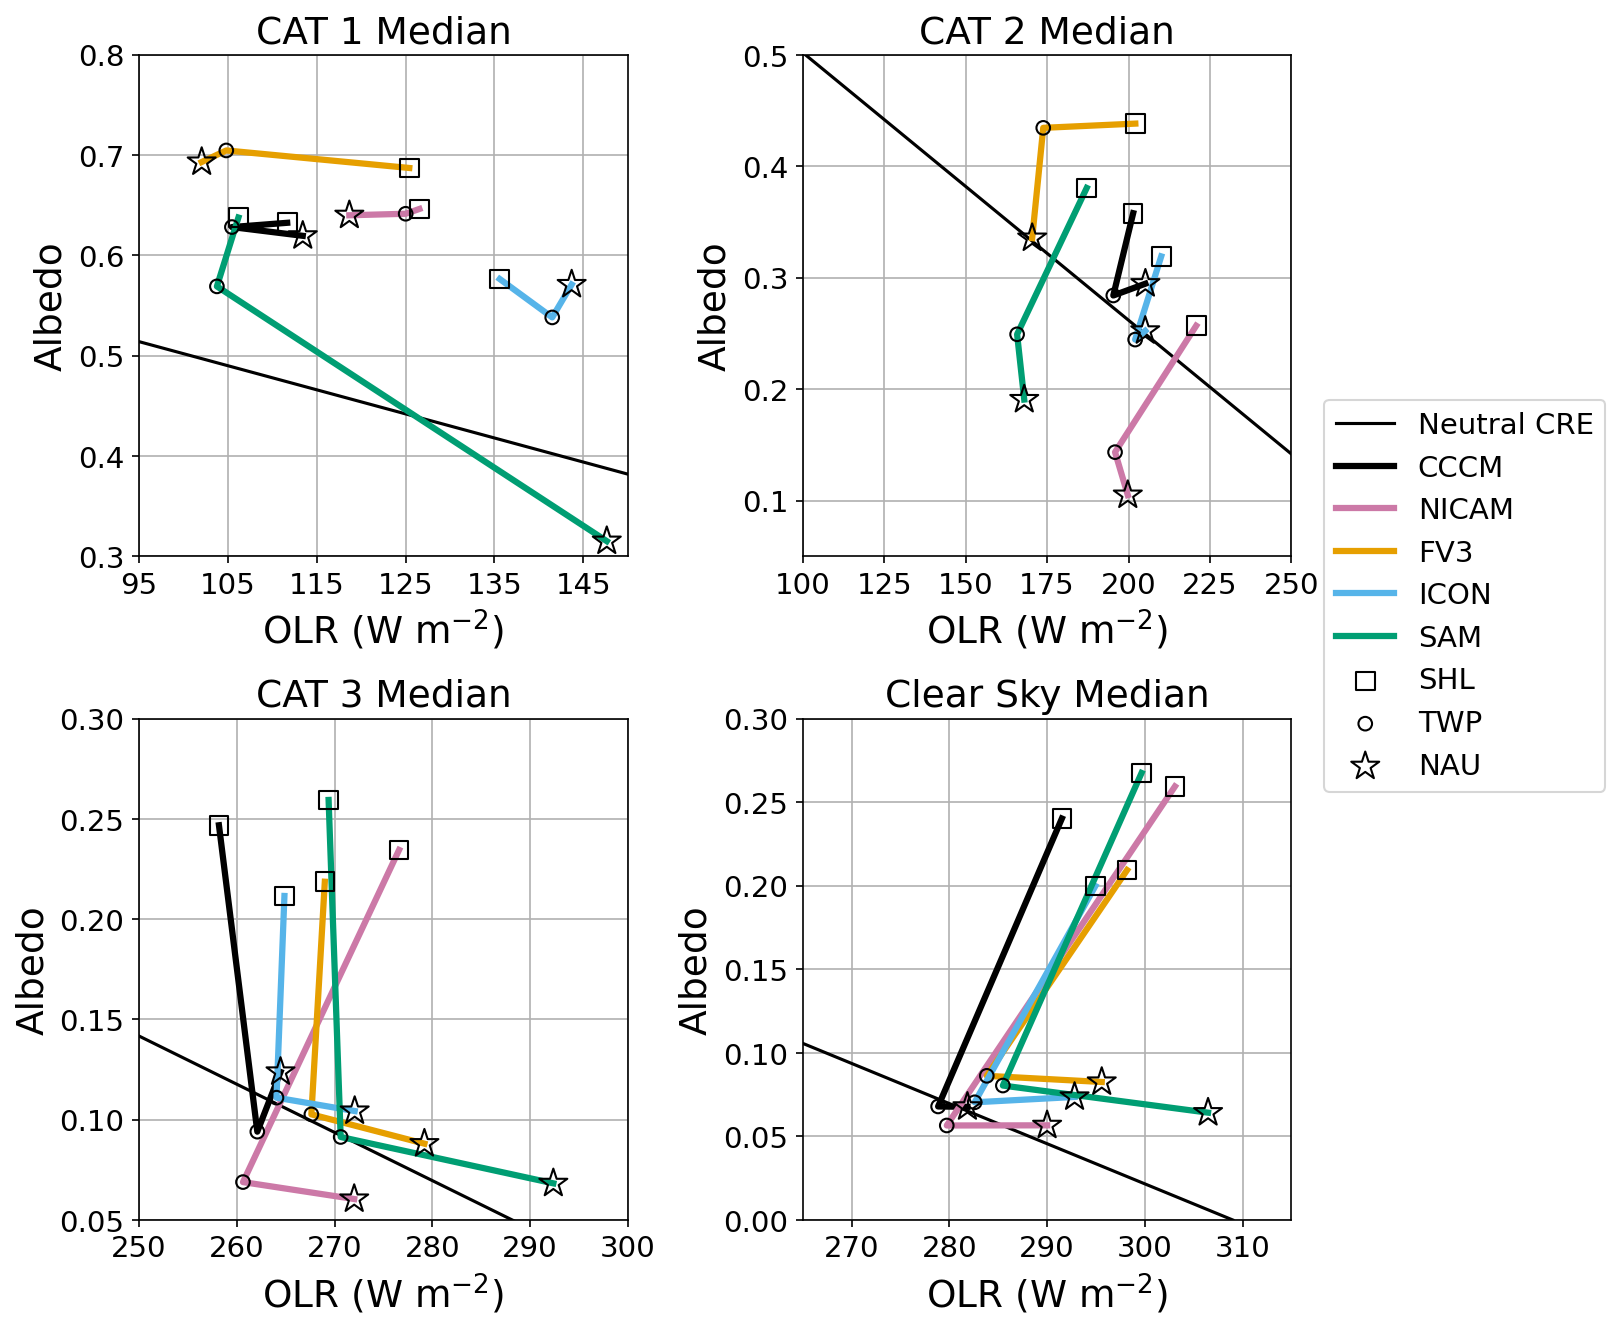 CAT 1 Median
0.8
0.7
0.6
0.5
0.4
0.3
Albedo
95 105 115 125 135 145
OLR (W m⁻²)
CAT 2 Median
0.5
0.4
0.3
0.2
0.1
Albedo
100 125 150 175 200 225 250
OLR (W m⁻²)
CAT 3 Median
0.30
0.25
0.20
0.15
0.10
0.05
Albedo
250 260 270 280 290 300
OLR (W m⁻²)
Clear Sky Median
0.30
0.25
0.20
0.15
0.10
0.05
0.00
Albedo
270 280 290 300 310
OLR (W m⁻²)
Neutral CRE
CCCM
NICAM
FV3
ICON
SAM
SHL
TWP
NAU